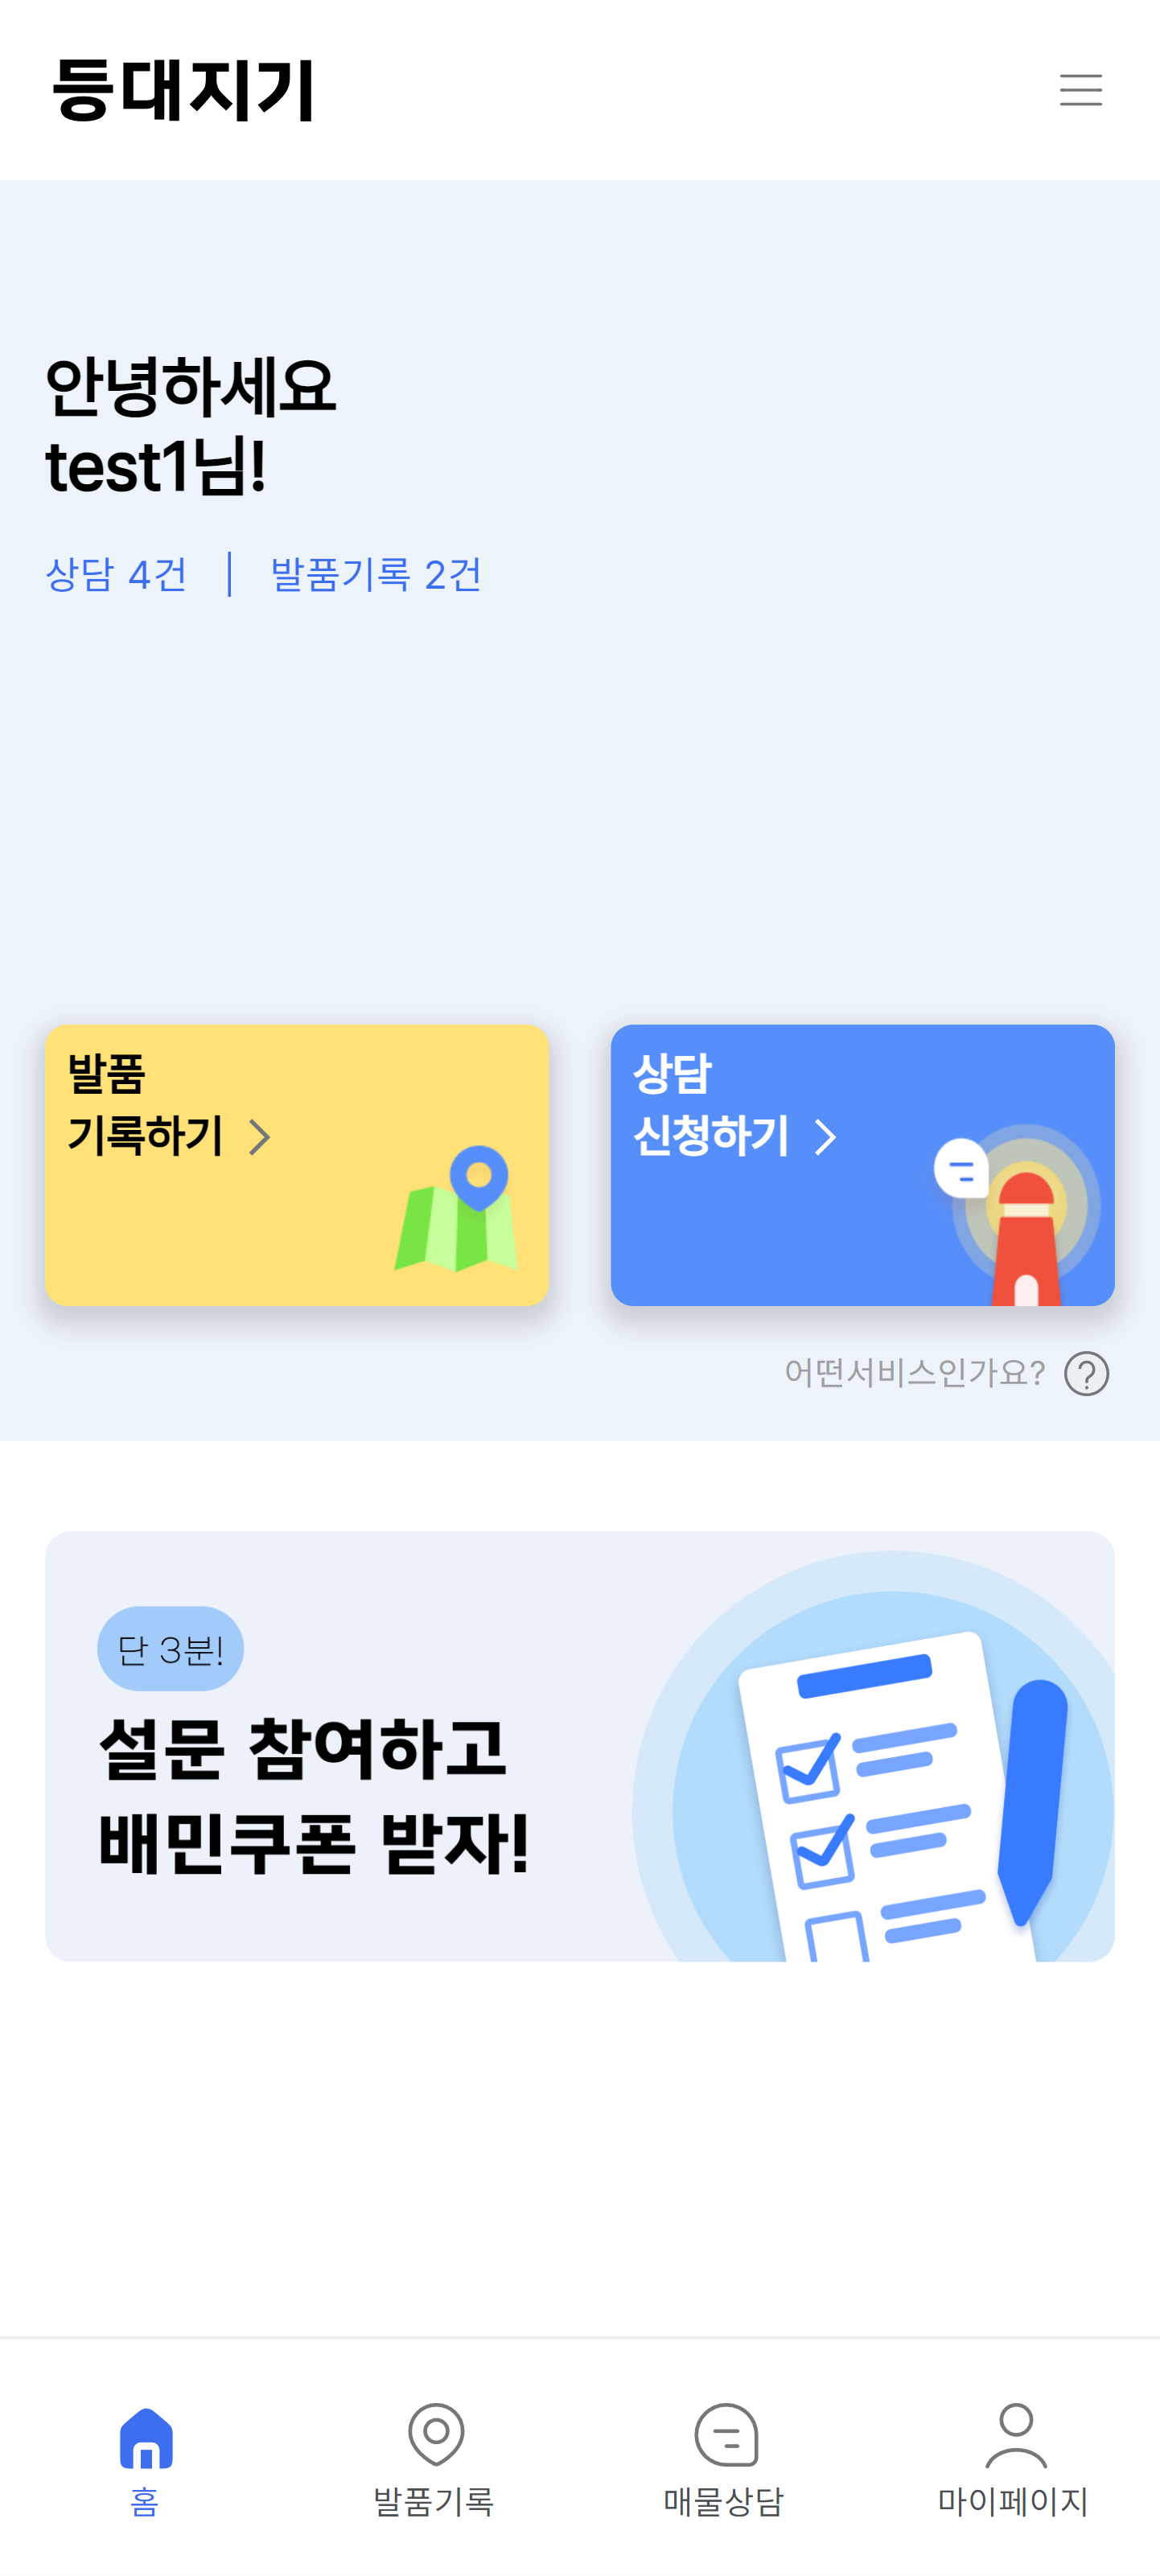 등대지기
안녕하세요
test1님!
상담 4건 | 발품기록 2건
발품
기록하기
상담
신청하기
어떤서비스인가요? ?
단 3분!
설문 참여하고
배민쿠폰 받자!
홈
발품기록
매물상담
마이페이지